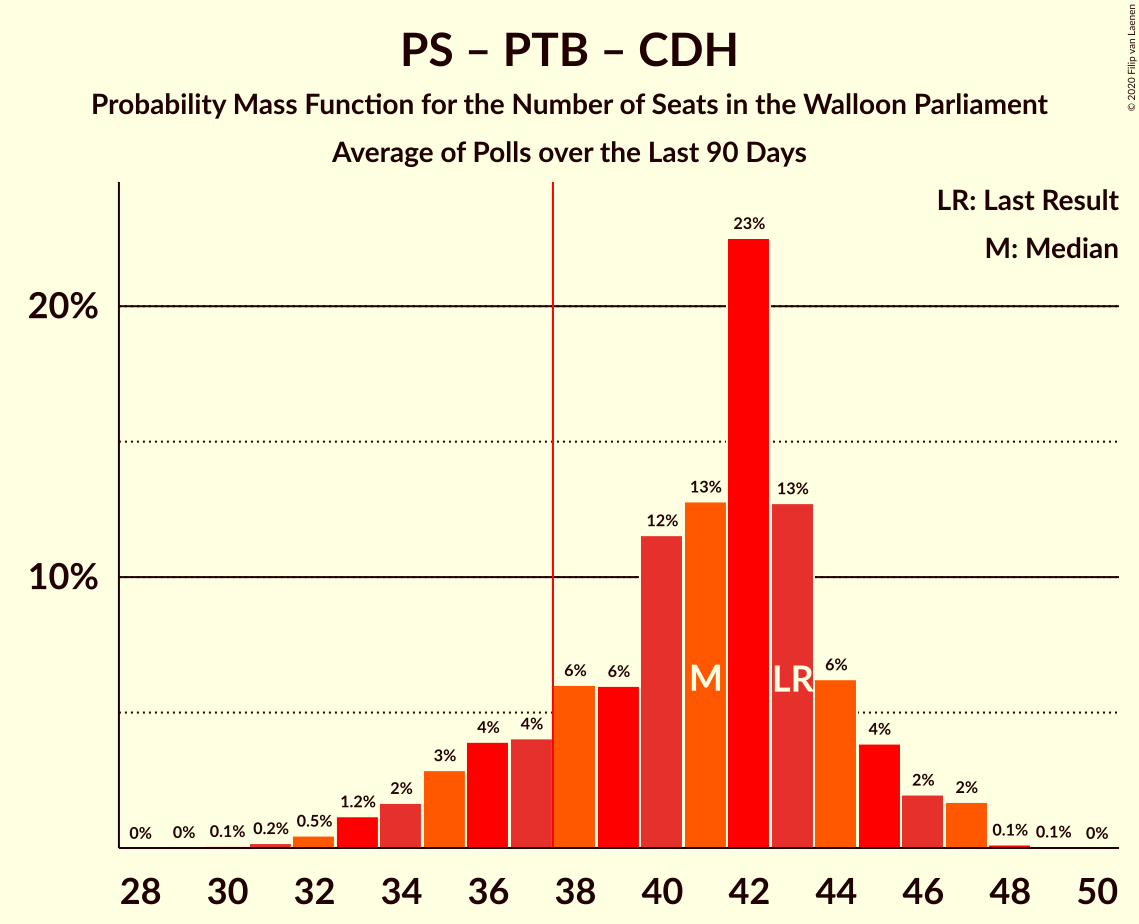 PS – PTB – CDH
Probability Mass Function for the Number of Seats in the Walloon Parliament
Average of Polls over the Last 90 Days
© 2020 Filip van Laenen
LR: Last Result
M: Median
20%
10%
0%
0%
0.1%
0.2%
0.5%
1.2%
2%
3%
4%
4%
6%
6%
12%
13%
23%
13%
6%
4%
2%
2%
0.1%
0.1%
0%
M
LR
28 30 32 34 36 38 40 42 44 46 48 50